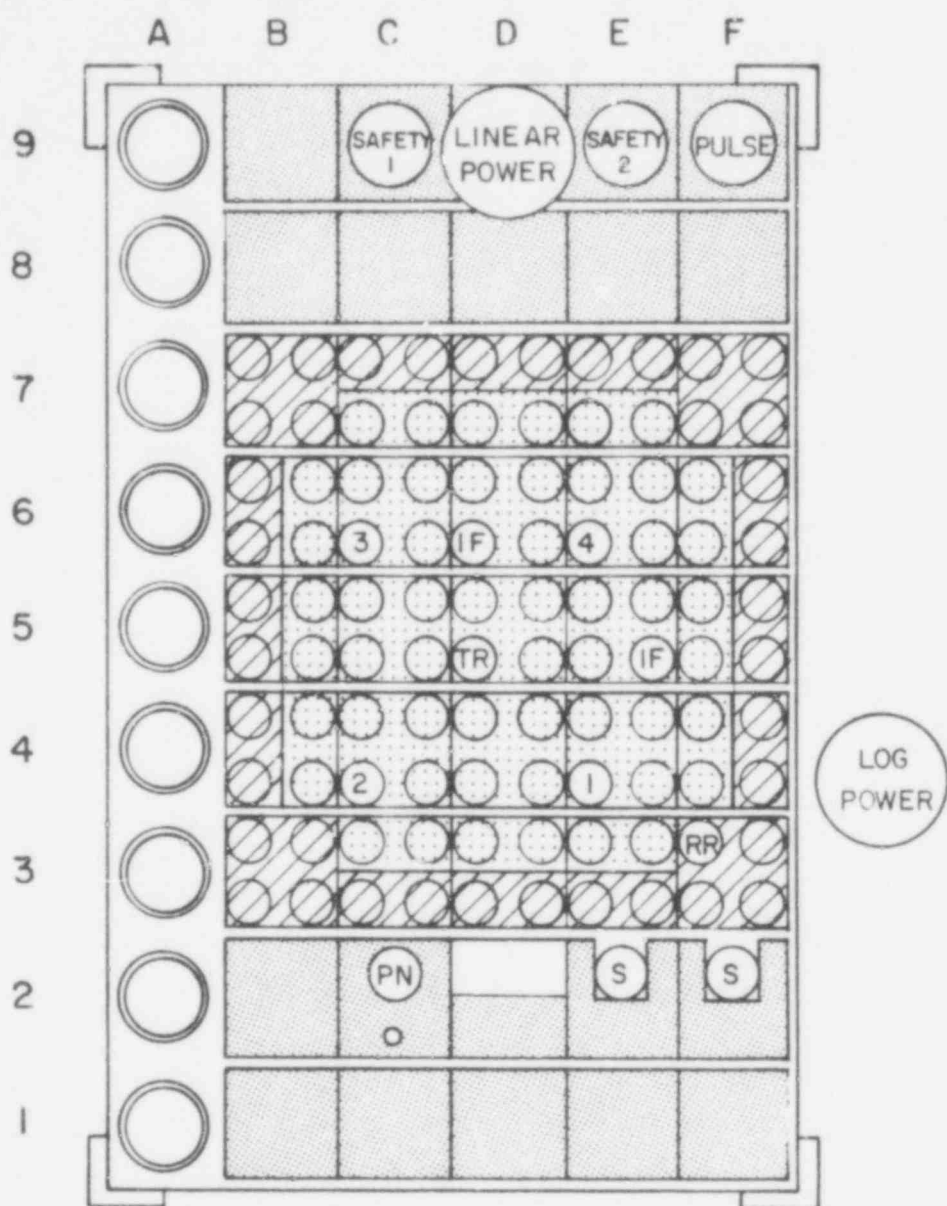 A B C D E F
9 SAFETY 1 LINEAR POWER SAFETY 2 PULSE
8
7
6
3 IF 4
5
TR IF
4
LOG POWER
2 1
3 RR
2 PN S S
1